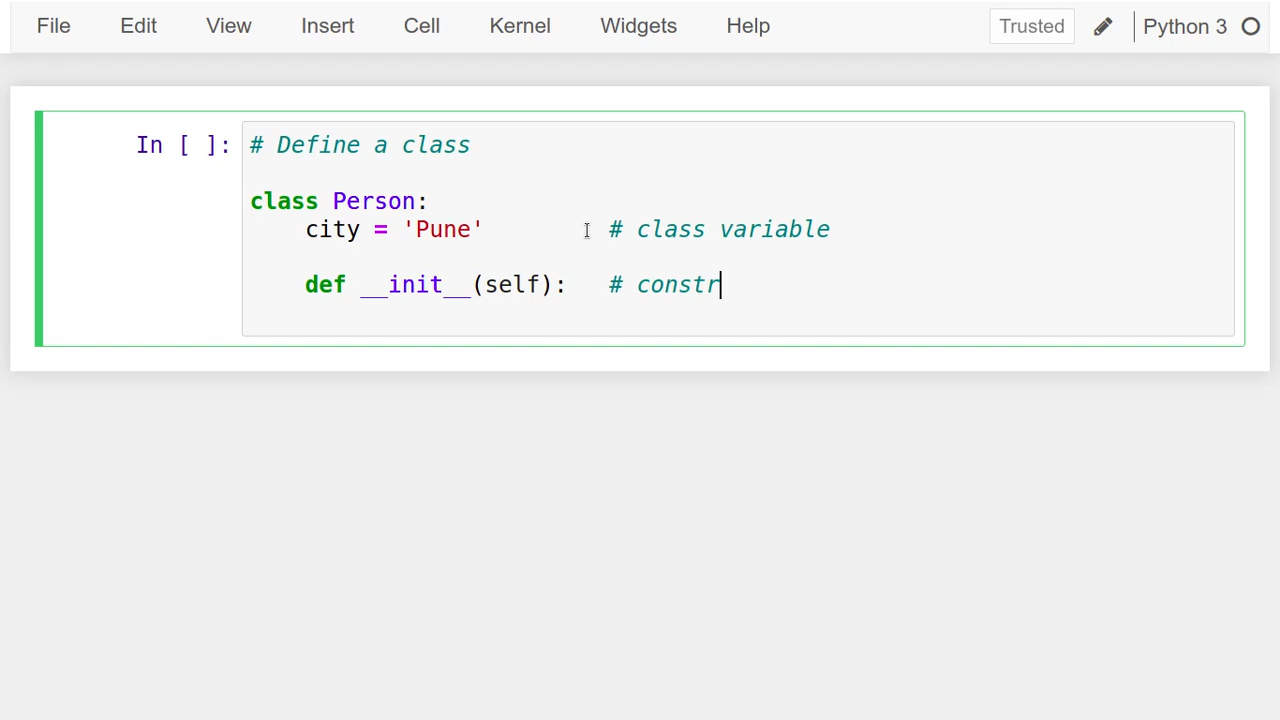 File Edit View Insert Cell Kernel Widgets Help Trusted Python 3
In [ ]: # Define a class
class Person:
    city = 'Pune'         # class variable
    def __init__(self):   # constr